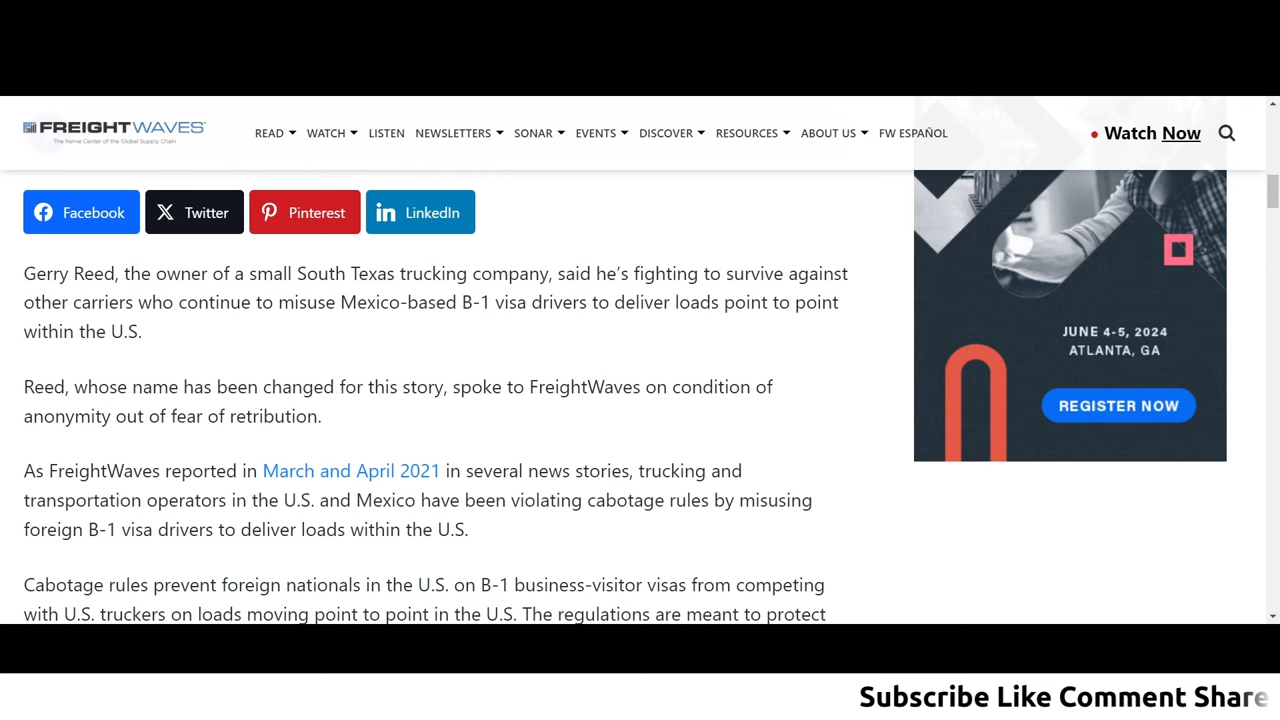 FREIGHTWAVES
The Nerve Center of the Global Supply Chain
READ WATCH LISTEN NEWSLETTERS SONAR EVENTS DISCOVER RESOURCES ABOUT US FW ESPAÑOL
Watch Now
Facebook Twitter Pinterest LinkedIn
Gerry Reed, the owner of a small South Texas trucking company, said he’s fighting to survive against
other carriers who continue to misuse Mexico-based B-1 visa drivers to deliver loads point to point
within the U.S.
Reed, whose name has been changed for this story, spoke to FreightWaves on condition of
anonymity out of fear of retribution.
As FreightWaves reported in March and April 2021 in several news stories, trucking and
transportation operators in the U.S. and Mexico have been violating cabotage rules by misusing
foreign B-1 visa drivers to deliver loads within the U.S.
Cabotage rules prevent foreign nationals in the U.S. on B-1 business-visitor visas from competing
with U.S. truckers on loads moving point to point in the U.S. The regulations are meant to protect
JUNE 4-5, 2024
ATLANTA, GA
REGISTER NOW
Subscribe Like Comment Share